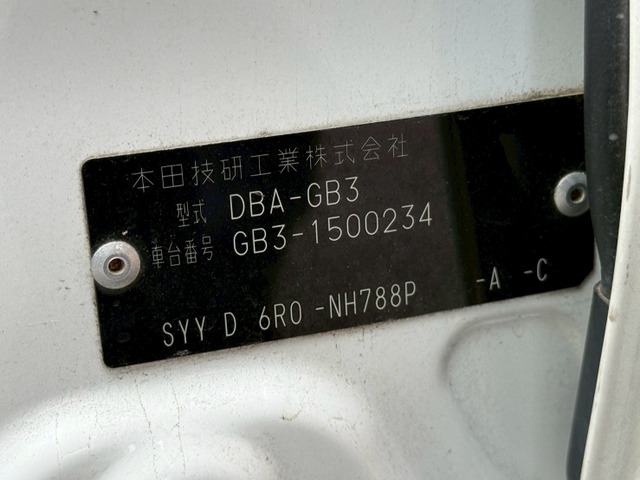 本田技研工業株式会社
型式 DBA-GB3
車台番号 GB3-1500234
SYY D 6R0 -NH788P -A -C